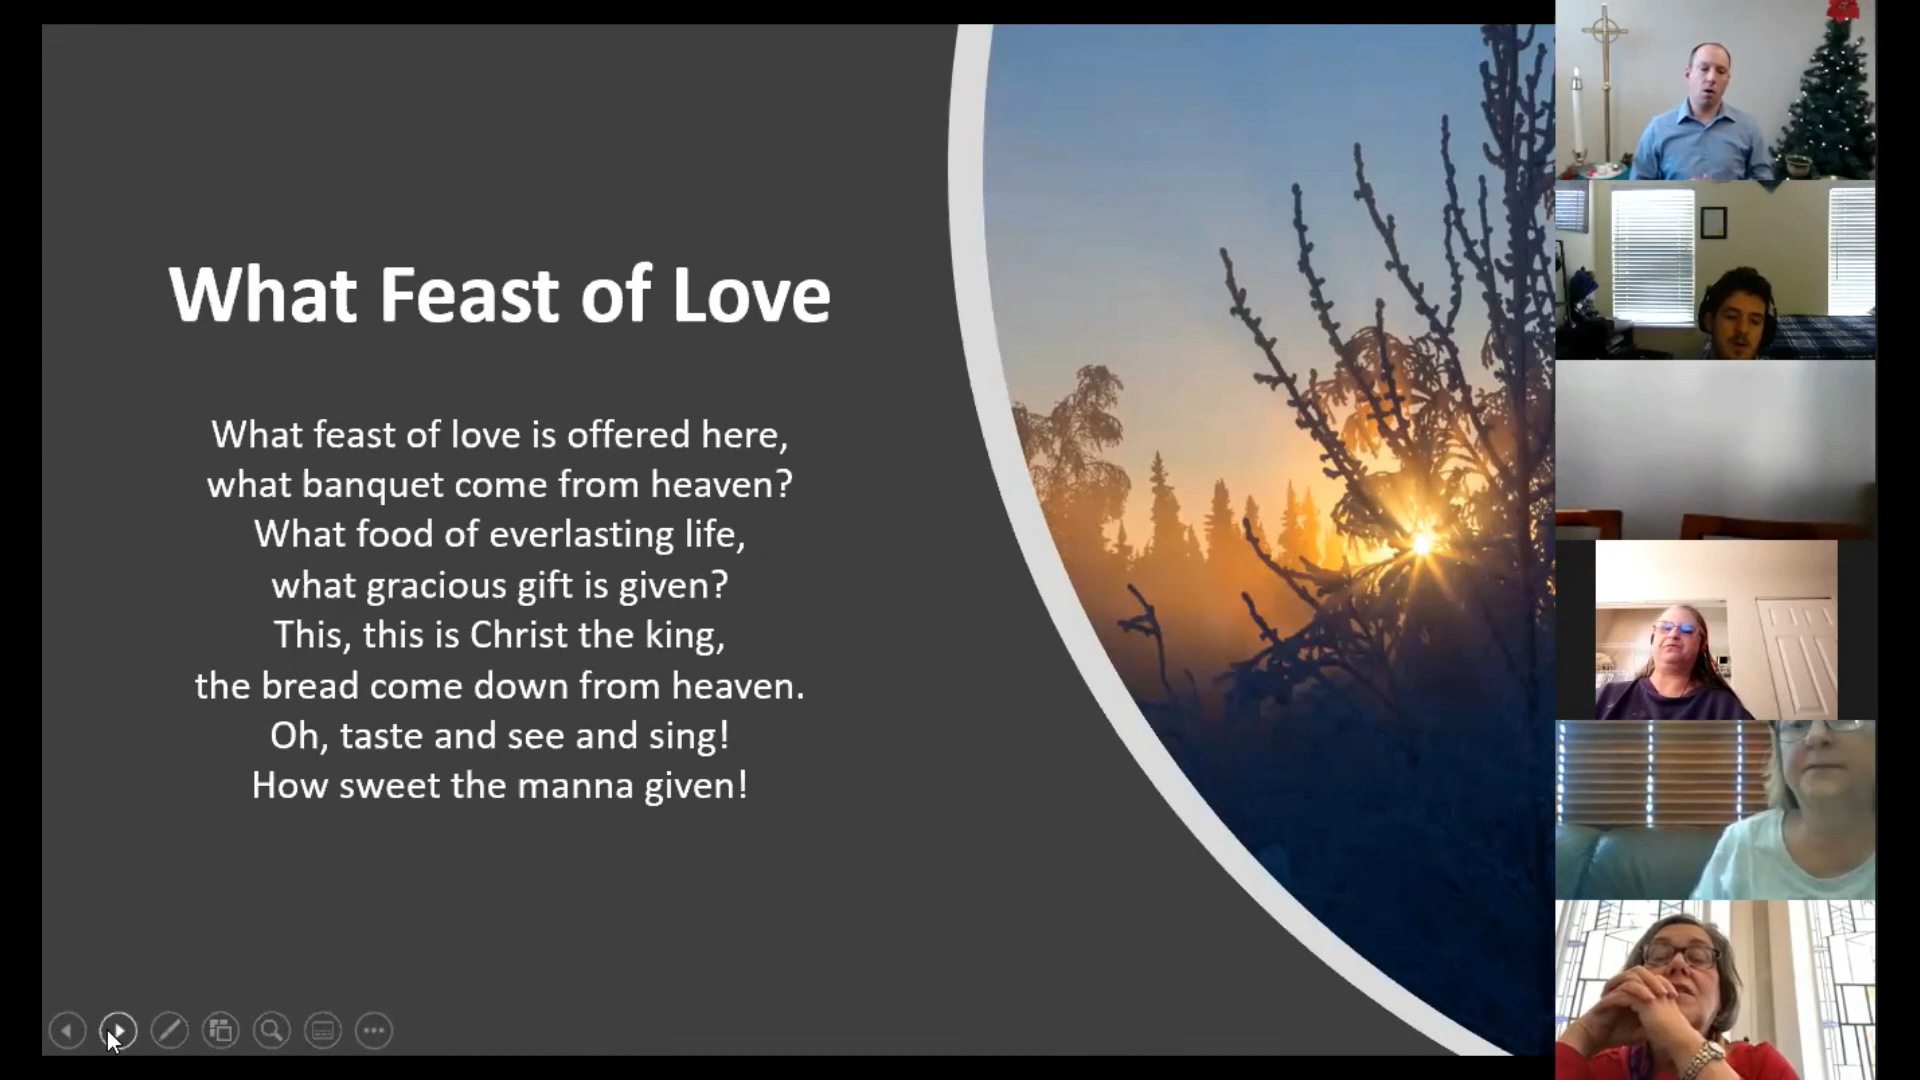 What Feast of Love
What feast of love is offered here,
what banquet come from heaven?
What food of everlasting life,
what gracious gift is given?
This, this is Christ the king,
the bread come down from heaven.
Oh, taste and see and sing!
How sweet the manna given!